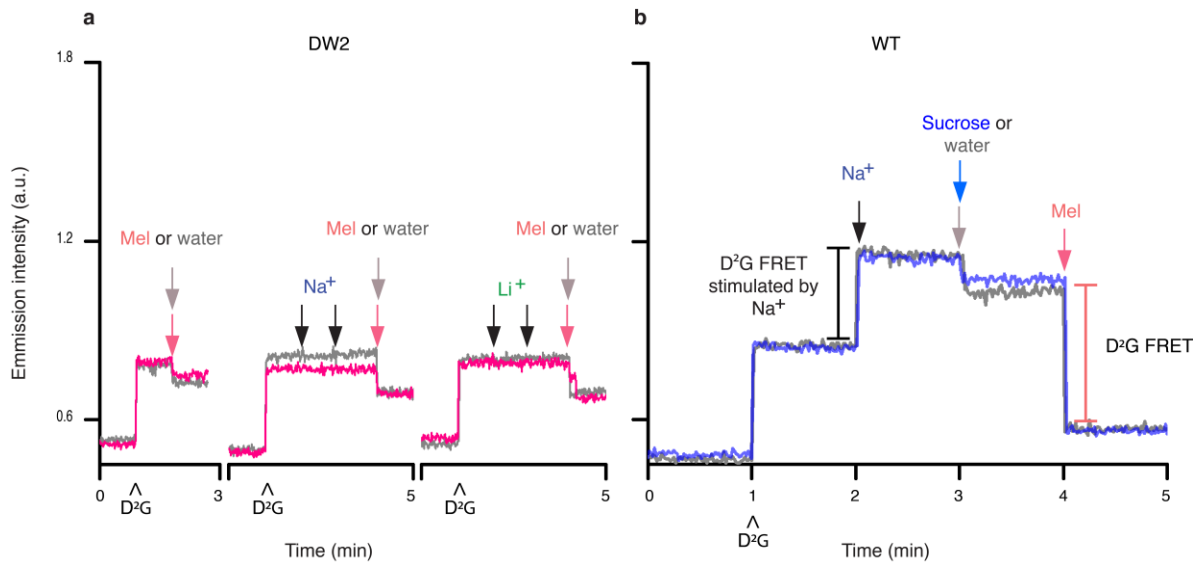 a
DW2
1.8
1.2
0.6
Emmission intensity (a.u.)
Mel or water
Mel or water
Mel or water
Na⁺
Li⁺
0
3
5
5
^
D²G
^
D²G
^
D²G
Time (min)
b
WT
Sucrose or
water
Na⁺
Mel
D²G FRET
stimulated by
Na⁺
D²G FRET
0
1
2
3
4
5
^
D²G
Time (min)